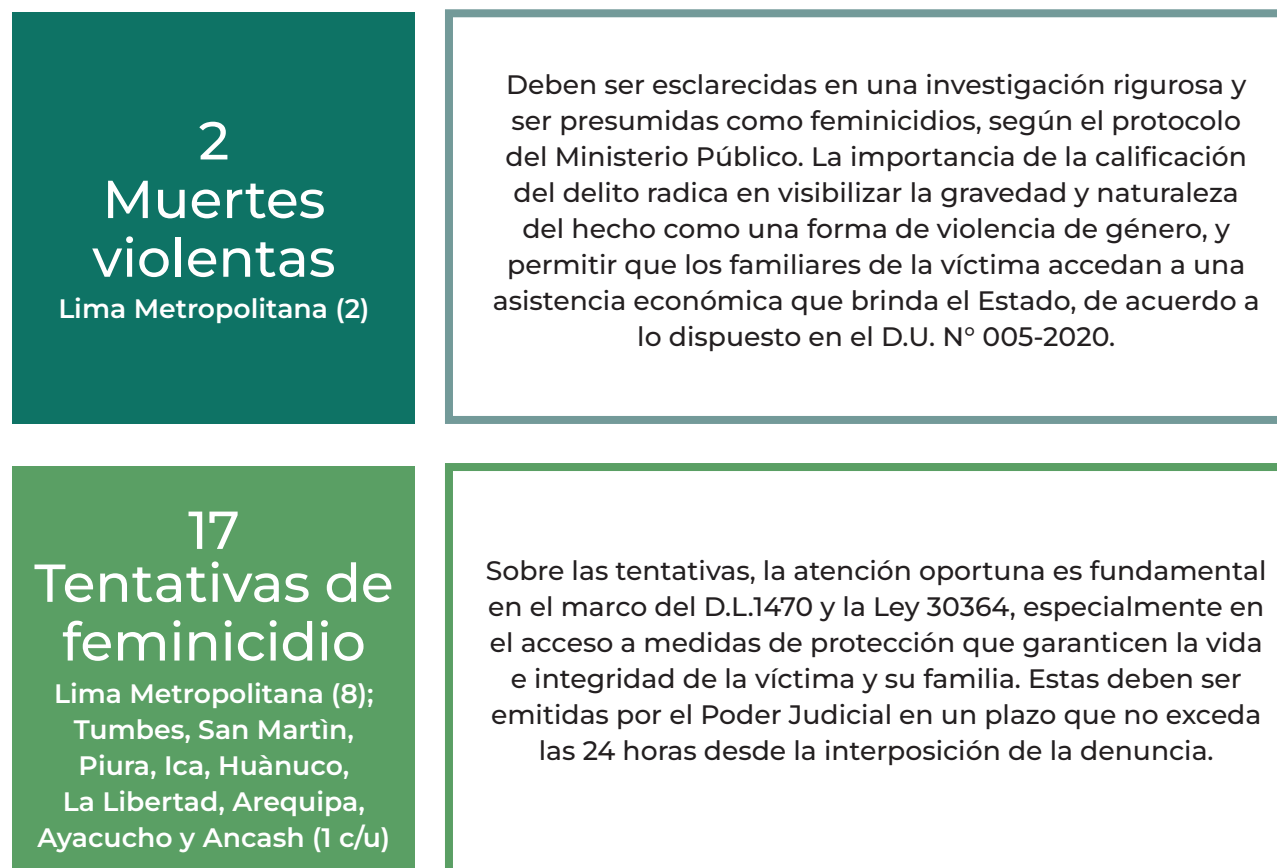 2
Muertes
violentas
Lima Metropolitana (2)
Deben ser esclarecidas en una investigación rigurosa y
ser presumidas como feminicidios, según el protocolo
del Ministerio Público. La importancia de la calificación
del delito radica en visibilizar la gravedad y naturaleza
del hecho como una forma de violencia de género, y
permitir que los familiares de la víctima accedan a una
asistencia económica que brinda el Estado, de acuerdo a
lo dispuesto en el D.U. N° 005-2020.
17
Tentativas de
feminicidio
Lima Metropolitana (8);
Tumbes, San Martìn,
Piura, Ica, Huànuco,
La Libertad, Arequipa,
Ayacucho y Ancash (1 c/u)
Sobre las tentativas, la atención oportuna es fundamental
en el marco del D.L.1470 y la Ley 30364, especialmente en
el acceso a medidas de protección que garanticen la vida
e integridad de la víctima y su familia. Estas deben ser
emitidas por el Poder Judicial en un plazo que no exceda
las 24 horas desde la interposición de la denuncia.